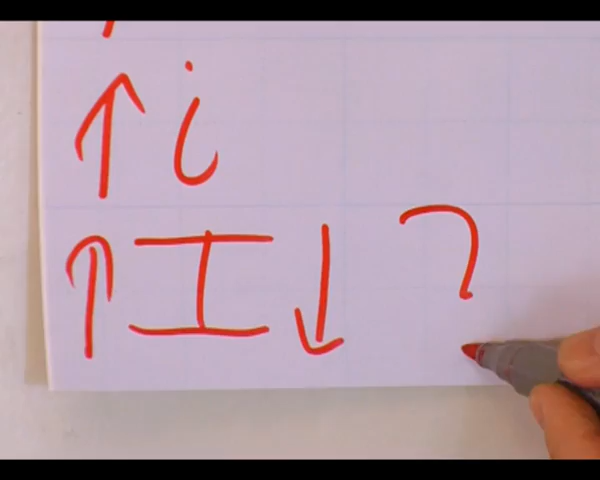 ↑ i
↑ I ↓ ?